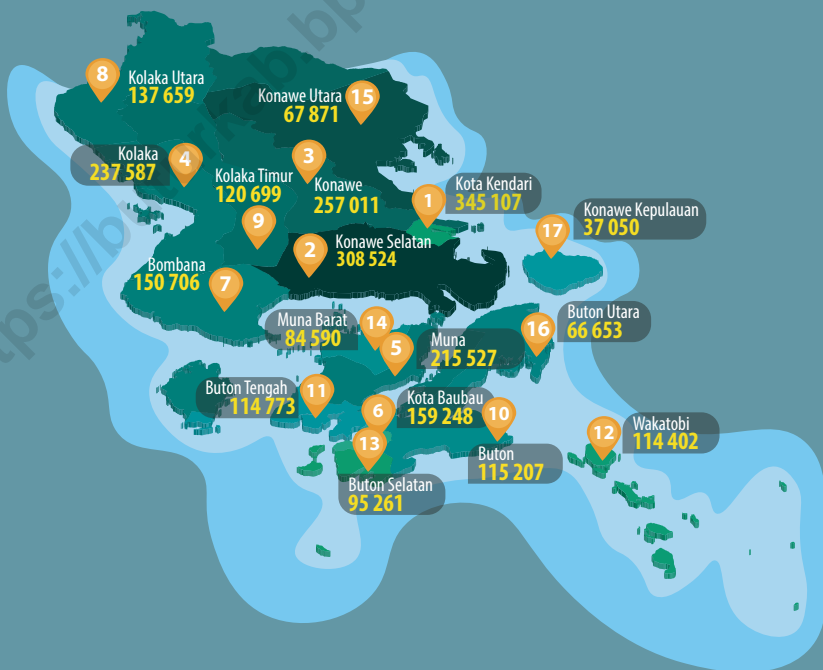 8
Kolaka Utara
137 659
Konawe Utara
67 871
15
Kolaka
237 587
4
Kolaka Timur
120 699
9
3
Konawe
257 011
1
Kota Kendari
345 107
17
Konawe Kepulauan
37 050
2
Konawe Selatan
308 524
Bombana
150 706
7
Muna Barat
84 590
14
5
Muna
215 527
16
Buton Utara
66 653
Buton Tengah
114 773
11
6
Kota Baubau
159 248
10
Buton
115 207
12
Wakatobi
114 402
13
Buton Selatan
95 261